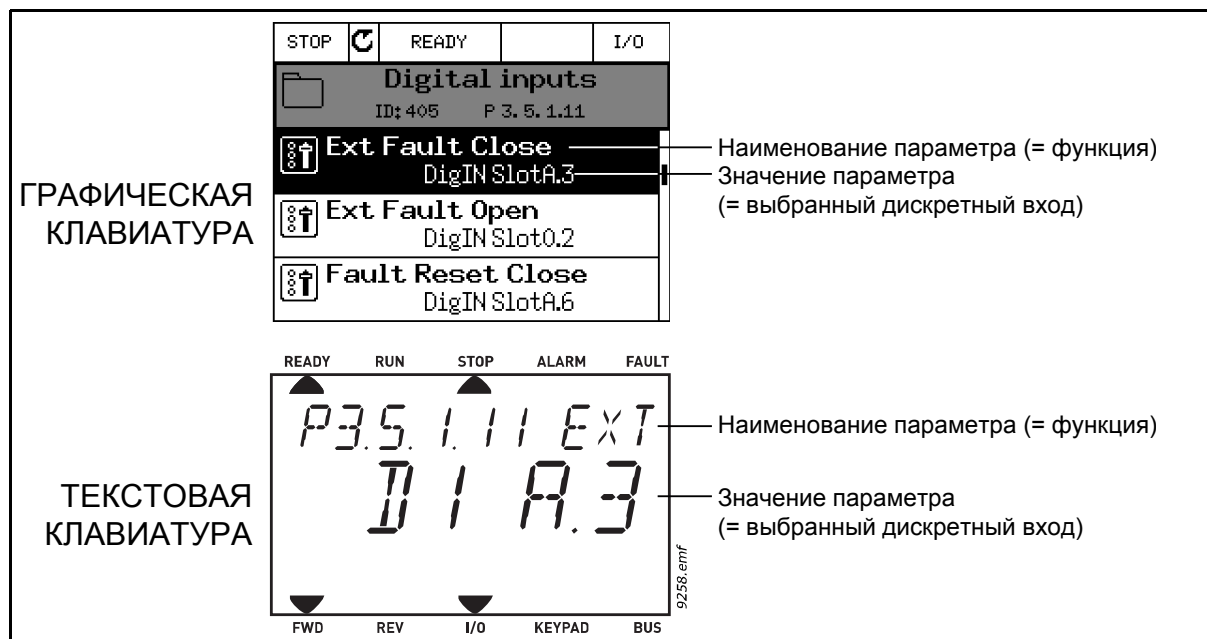 STOP READY I/O
Digital inputs
ID:405 P 3.5.1.11
Ext Fault Close
DigIN SlotA.3
Ext Fault Open
DigIN Slot0.2
Fault Reset Close
DigIN SlotA.6
Наименование параметра (= функция)
Значение параметра
(= выбранный дискретный вход)
ГРАФИЧЕСКАЯ
КЛАВИАТУРА
READY RUN STOP ALARM FAULT
P3.5.1.11 EXT
DI A.3
FWD REV I/O KEYPAD BUS
Наименование параметра (= функция)
Значение параметра
(= выбранный дискретный вход)
ТЕКСТОВАЯ
КЛАВИАТУРА
9258.emf